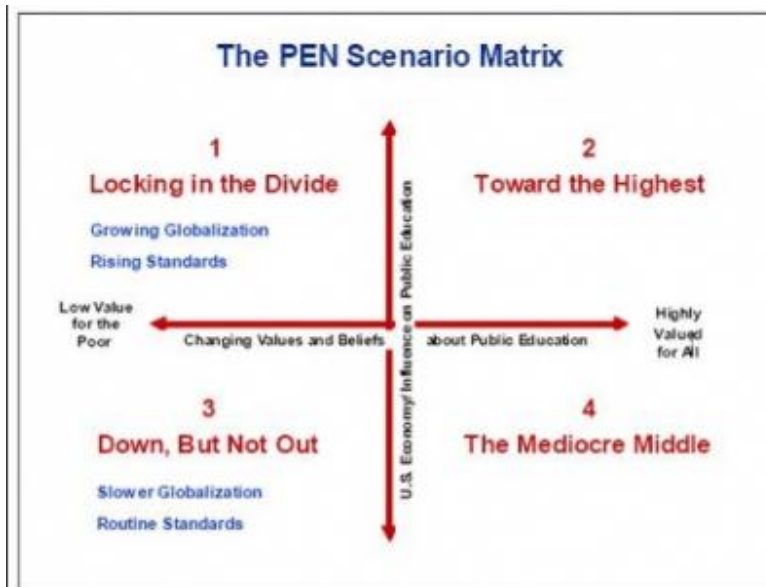 The PEN Scenario Matrix
1
Locking in the Divide
Growing Globalization
Rising Standards
2
Toward the Highest
U.S. Economy/Influence on Public Education
Low Value
for the
Poor
Changing Values and Beliefs about Public Education
Highly
Valued
for All
3
Down, But Not Out
Slower Globalization
Routine Standards
4
The Mediocre Middle